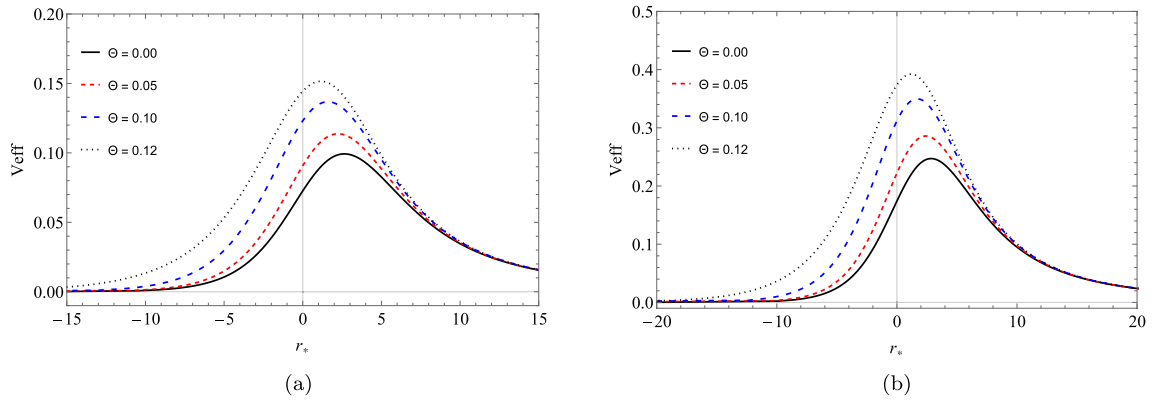 0.20
0.15
0.10
0.05
0.00
Veff
Θ = 0.00
Θ = 0.05
Θ = 0.10
Θ = 0.12
−15 −10 −5 0 5 10 15
r*
(a)
0.5
0.4
0.3
0.2
0.1
0.0
Veff
Θ = 0.00
Θ = 0.05
Θ = 0.10
Θ = 0.12
−20 −10 0 10 20
r*
(b)